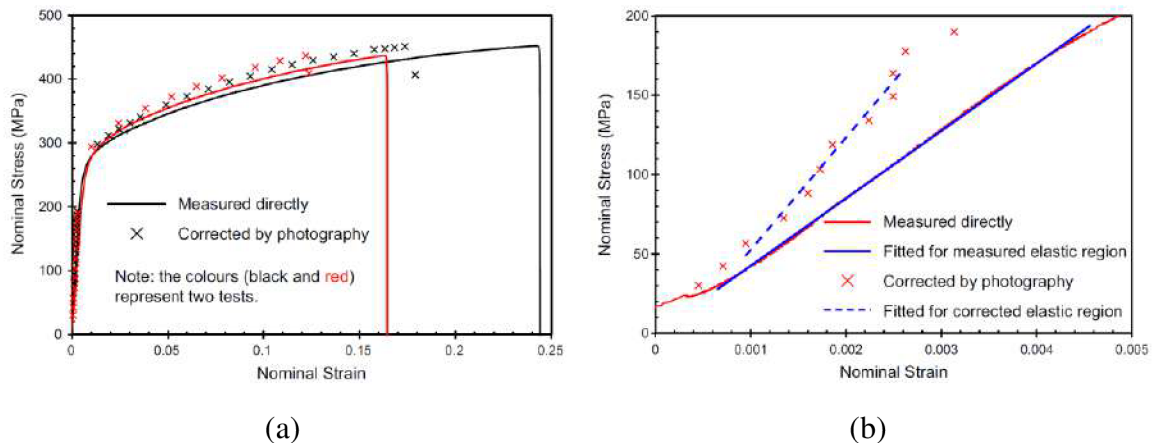 500
400
300
200
100
0
Nominal Stress (MPa)
Measured directly
Corrected by photography
Note: the colours (black and red)
represent two tests.
0 0.05 0.1 0.15 0.2 0.25
Nominal Strain
(a)
200
150
100
50
0
Nominal Stress (MPa)
Measured directly
Fitted for measured elastic region
Corrected by photography
Fitted for corrected elastic region
0 0.001 0.002 0.003 0.004 0.005
Nominal Strain
(b)